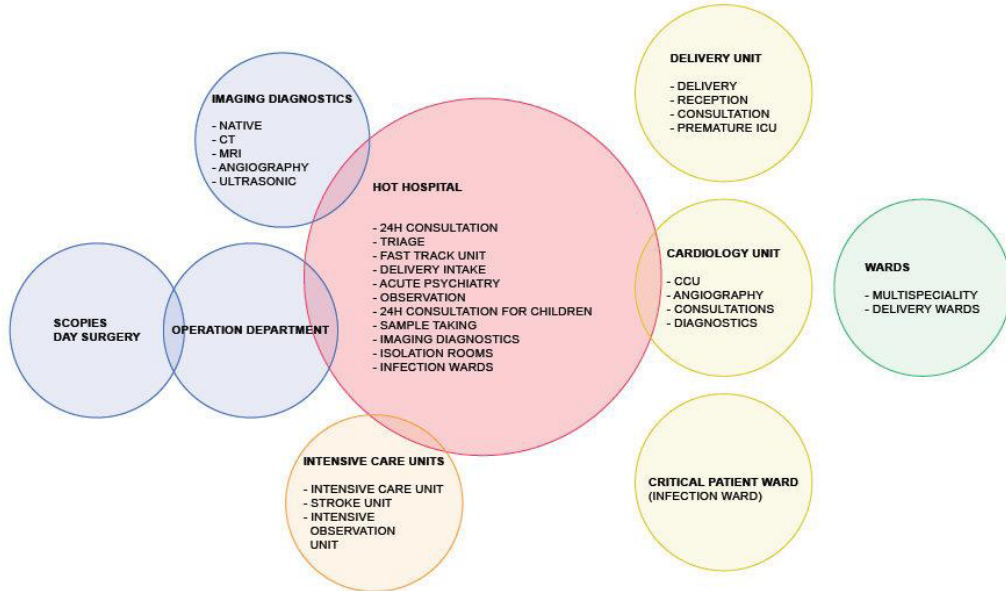 IMAGING DIAGNOSTICS
- NATIVE
- CT
- MRI
- ANGIOGRAPHY
- ULTRASONIC
SCOPIES
DAY SURGERY
OPERATION DEPARTMENT
HOT HOSPITAL
- 24H CONSULTATION
- TRIAGE
- FAST TRACK UNIT
- DELIVERY INTAKE
- ACUTE PSYCHIATRY
- OBSERVATION
- 24H CONSULTATION FOR CHILDREN
- SAMPLE TAKING
- IMAGING DIAGNOSTICS
- ISOLATION ROOMS
- INFECTION WARDS
INTENSIVE CARE UNITS
- INTENSIVE CARE UNIT
- STROKE UNIT
- INTENSIVE
OBSERVATION
UNIT
DELIVERY UNIT
- DELIVERY
- RECEPTION
- CONSULTATION
- PREMATURE ICU
CARDIOLOGY UNIT
- CCU
- ANGIOGRAPHY
- CONSULTATIONS
- DIAGNOSTICS
CRITICAL PATIENT WARD
(INFECTION WARD)
WARDS
- MULTISPECIALITY
- DELIVERY WARDS